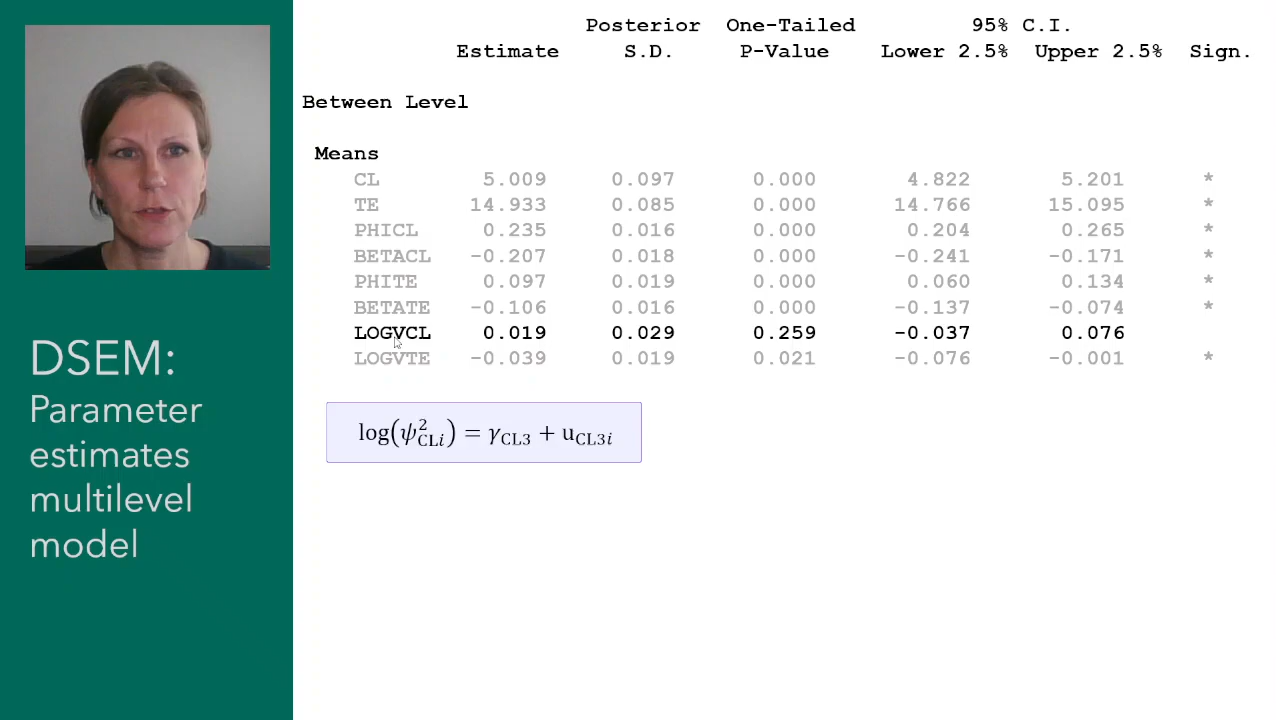 DSEM:
Parameter
estimates
multilevel
model
Posterior One-Tailed 95% C.I.
Estimate S.D. P-Value Lower 2.5% Upper 2.5% Sign.
Between Level
Means
CL 5.009 0.097 0.000 4.822 5.201 *
TE 14.933 0.085 0.000 14.766 15.095 *
PHICL 0.235 0.016 0.000 0.204 0.265 *
BETACL -0.207 0.018 0.000 -0.241 -0.171 *
PHITE 0.097 0.019 0.000 0.060 0.134 *
BETATE -0.106 0.016 0.000 -0.137 -0.074 *
LOGVCL 0.019 0.029 0.259 -0.037 0.076
LOGVTE -0.039 0.019 0.021 -0.076 -0.001 *
log(ψ²CLi) = γCL3 + uCL3i